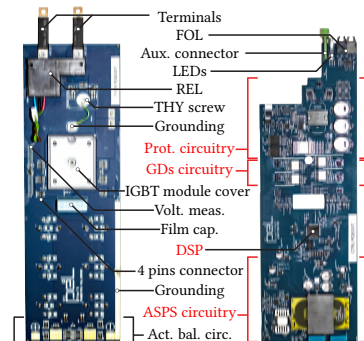 Terminals
FOL
Aux. connector
LEDs
REL
THY screw
Grounding
Prot. circuitry
GDs circuitry
IGBT module cover
Volt. meas.
Film cap.
DSP
4 pins connector
Grounding
ASPS circuitry
Act. bal. circ.